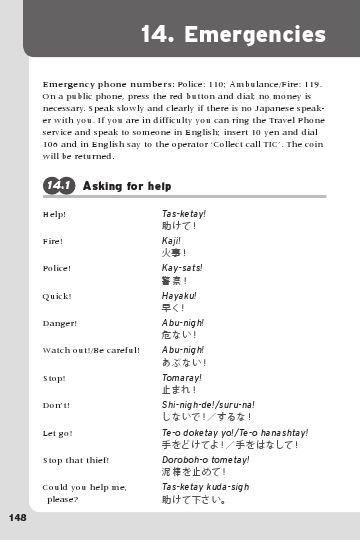 14. Emergencies
Emergency phone numbers: Police: 110; Ambulance/Fire: 119.
On a public phone, press the red button and dial; no money is
necessary. Speak slowly and clearly if there is no Japanese speak-
er with you. If you are in difficulty you can ring the Travel Phone
service and speak to someone in English; insert 10 yen and dial
106 and in English say to the operator ‘Collect call TIC’. The coin
will be returned.
14.1 Asking for help
Help! Tas-ketay!
助けて！
Fire! Kaji!
火事！
Police! Kay-sats!
警察！
Quick! Hayaku!
早く！
Danger! Abu-nigh!
危ない！
Watch out!/Be careful! Abu-nigh!
あぶない！
Stop! Tomaray!
止まれ！
Don't! Shi-nigh-de!/suru-na!
しないで！／するな！
Let go! Te-o doketay yo!/Te-o hanashtay!
手をどけてよ！／手をはなして！
Stop that thief! Doroboh-o tometay!
泥棒を止めて！
Could you help me, Tas-ketay kuda-sigh
please? 助けて下さい。
148